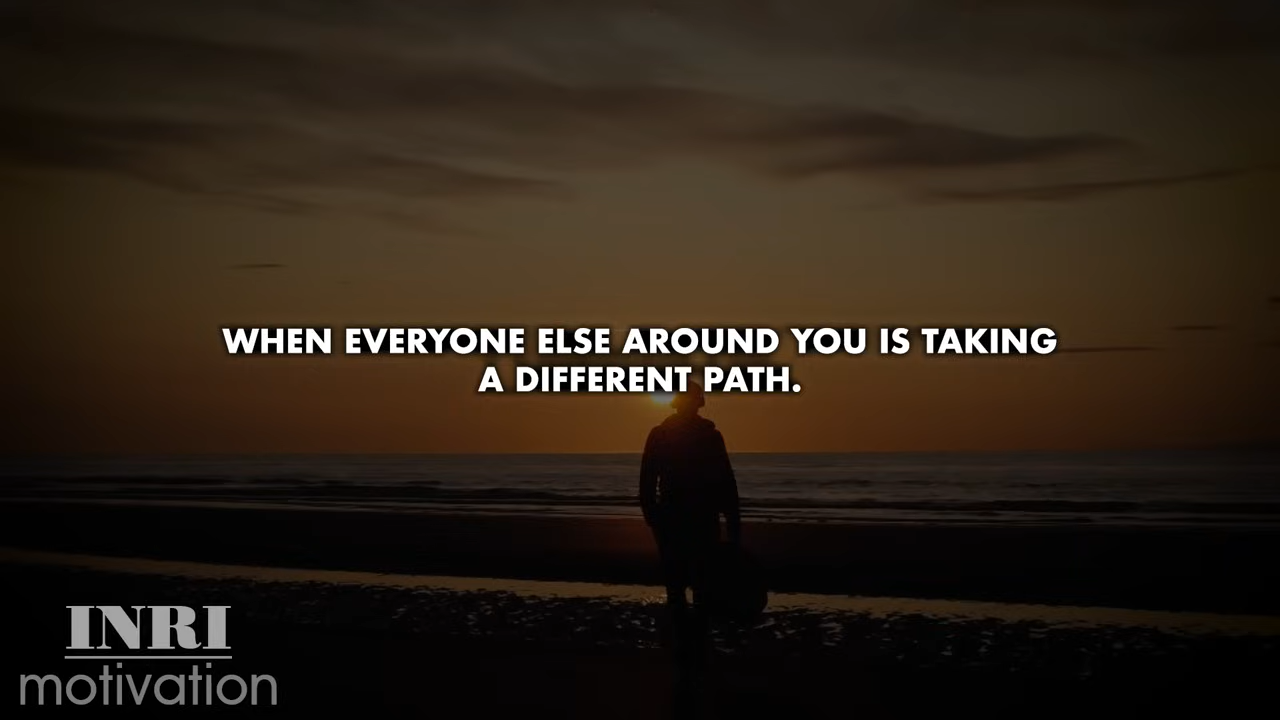 WHEN EVERYONE ELSE AROUND YOU IS TAKING
A DIFFERENT PATH.
INRI
motivation